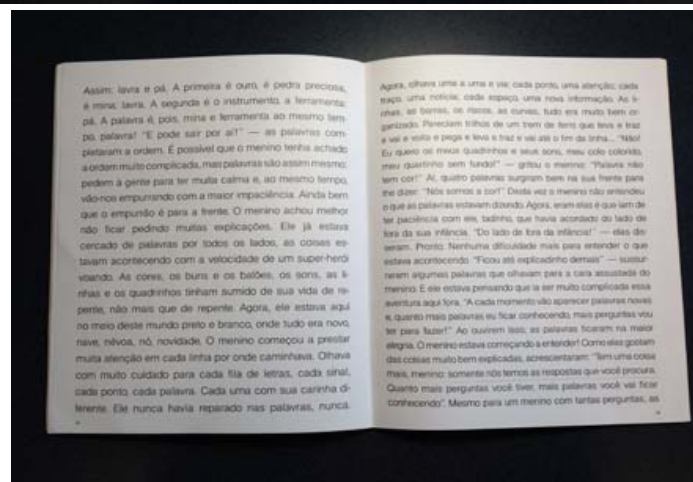 Assim: lavra e pá. A primeira é ouro, é pedra preciosa,
é mina: lavra. A segunda é o instrumento, a ferramenta:
pá. A palavra é, pois, mina e ferramenta ao mesmo tem-
po, palavra! "E pode sair por aí!" — as palavras com-
pletaram a ordem. É possível que o menino tenha achado
a ordem muito complicada, mas palavras são assim mesmo:
pedem à gente para ter muita calma e, ao mesmo tempo,
vão-nos empurrando com a maior impaciência. Ainda bem
que o empurrão é para a frente. O menino achou melhor
não ficar pedindo muitas explicações. Ele já estava
cercado de palavras por todos os lados, as coisas es-
tavam acontecendo com a velocidade de um super-herói
voando. As cores, os buns e os balões, os sons, as li-
nhas e os quadrinhos tinham sumido de sua vida de re-
pente, não mais que de repente. Agora, ele estava aqui
no meio deste mundo preto e branco, onde tudo era novo,
nave, névoa, nó, novidade. O menino começou a prestar
muita atenção em cada linha por onde caminhava. Olhava
com muito cuidado para cada fila de letras, cada sinal,
cada ponto, cada palavra. Cada uma com sua carinha di-
ferente. Ele nunca havia reparado nas palavras, nunca.
Agora, olhava uma a uma e via: cada ponto, uma atenção; cada
traço, uma notícia; cada espaço, uma nova informação. As li-
nhas, as barras, os riscos, as curvas, tudo era muito bem or-
ganizado. Pareciam trilhos de um trem de ferro que leva e traz
e vai e volta e pega e leva e traz e vai até o fim da linha... "Não!
Eu quero os meus quadrinhos e seus sons, meu colo colorido,
meu quartinho sem fundo!" — gritou o menino: "Palavra não
tem cor!" Aí, quatro palavras surgiram bem na sua frente para
lhe dizer: "Nós somos a cor!" Desta vez o menino não entendeu
o que as palavras estavam dizendo. Agora, eram elas é que iam de
ter paciência com ele, tadinho, que havia acordado do lado de
fora da sua infância. "Do lado de fora da infância!" — elas dis-
seram. Pronto. Nenhuma dificuldade mais para entender o que
estava acontecendo. "Ficou até explicadinho demais" — sussur-
raram algumas palavras que olhavam para a cara assustada do
menino. E ele estava pensando que ia ser muito complicada essa
aventura aqui fora. "A cada momento vão aparecer palavras novas
e, quanto mais palavras eu ficar conhecendo, mais perguntas vou
ter para fazer!" Ao ouvirem isso, as palavras ficaram na maior
alegria. O menino estava começando a entender! Como elas gostam
das coisas muito bem explicadas, acrescentaram: "Tem uma coisa
mais, menino: somente nós temos as respostas que você procura.
Quanto mais perguntas você tiver, mais palavras você vai ficar
conhecendo". Mesmo para um menino com tantas perguntas, as